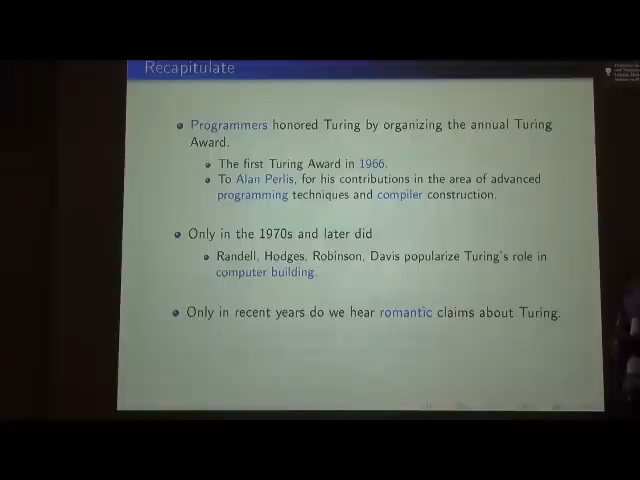 Recapitulate
Programmers honored Turing by organizing the annual Turing
Award.
The first Turing Award in 1966.
To Alan Perlis, for his contributions in the area of advanced
programming techniques and compiler construction.
Only in the 1970s and later did
Randell, Hodges, Robinson, Davis popularize Turing's role in
computer building.
Only in recent years do we hear romantic claims about Turing.